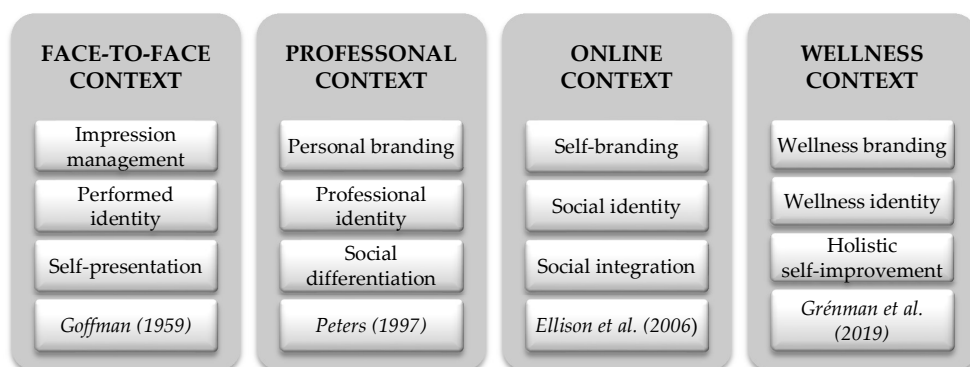 FACE-TO-FACE
CONTEXT
Impression
management
Performed
identity
Self-presentation
Goffman (1959)
PROFESSONAL
CONTEXT
Personal branding
Professional
identity
Social
differentiation
Peters (1997)
ONLINE
CONTEXT
Self-branding
Social identity
Social integration
Ellison et al. (2006)
WELLNESS
CONTEXT
Wellness branding
Wellness identity
Holistic
self-improvement
Grénman et al.
(2019)